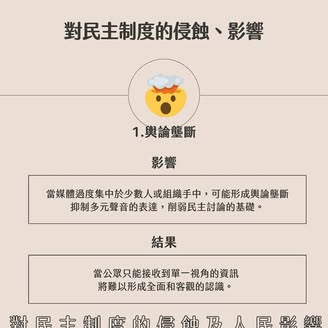 對民主制度的侵蝕、影響
1.輿論壟斷
影響
當媒體過度集中於少數人或組織手中，可能形成輿論壟斷
抑制多元聲音的表達，削弱民主討論的基礎。
結果
當公眾只能接收到單一視角的資訊
將難以形成全面和客觀的認識。
對民主制度的侵蝕及人民影響